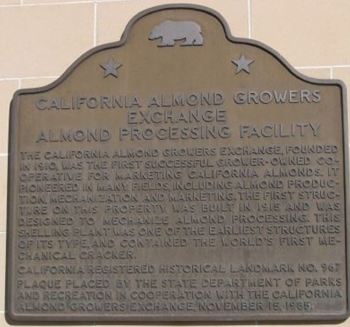 CALIFORNIA ALMOND GROWERS
EXCHANGE
ALMOND PROCESSING FACILITY
THE CALIFORNIA ALMOND GROWERS EXCHANGE, FOUNDED
IN 1910, WAS THE FIRST SUCCESSFUL GROWER-OWNED CO-
OPERATIVE FOR MARKETING CALIFORNIA ALMONDS. IT
PIONEERED IN MANY FIELDS, INCLUDING ALMOND PRODUC-
TION, MECHANIZATION AND MARKETING. THE FIRST STRUC-
TURE ON THIS PROPERTY WAS BUILT IN 1915 AND WAS
DESIGNED TO MECHANIZE ALMOND PROCESSING. THIS
SHELLING PLANT WAS ONE OF THE EARLIEST STRUCTURES
OF ITS TYPE, AND CONTAINED THE WORLD'S FIRST ME-
CHANICAL CRACKER.
CALIFORNIA REGISTERED HISTORICAL LANDMARK NO. 967
PLAQUE PLACED BY THE STATE DEPARTMENT OF PARKS
AND RECREATION IN COOPERATION WITH THE CALIFORNIA
ALMOND GROWERS EXCHANGE, NOVEMBER 15, 1985.